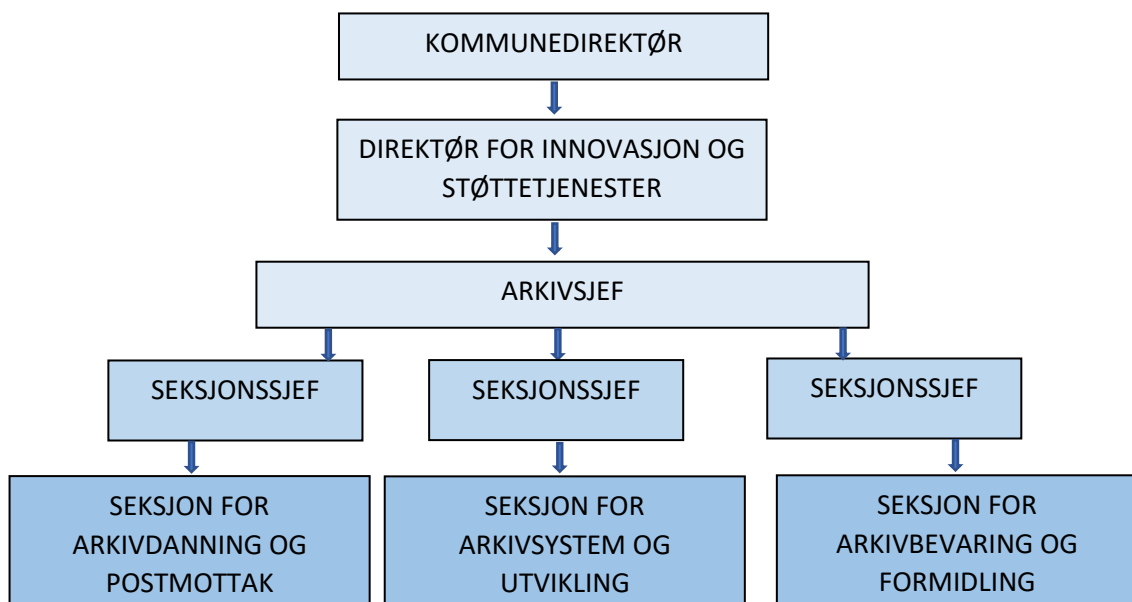 KOMMUNEDIREKTØR
DIREKTØR FOR INNOVASJON OG
STØTTETJENESTER
ARKIVSJEF
SEKSJONSSJEF
SEKSJONSSJEF
SEKSJONSSJEF
SEKSJON FOR
ARKIVDANNING OG
POSTMOTTAK
SEKSJON FOR
ARKIVSYSTEM OG
UTVIKLING
SEKSJON FOR
ARKIVBEVARING OG
FORMIDLING